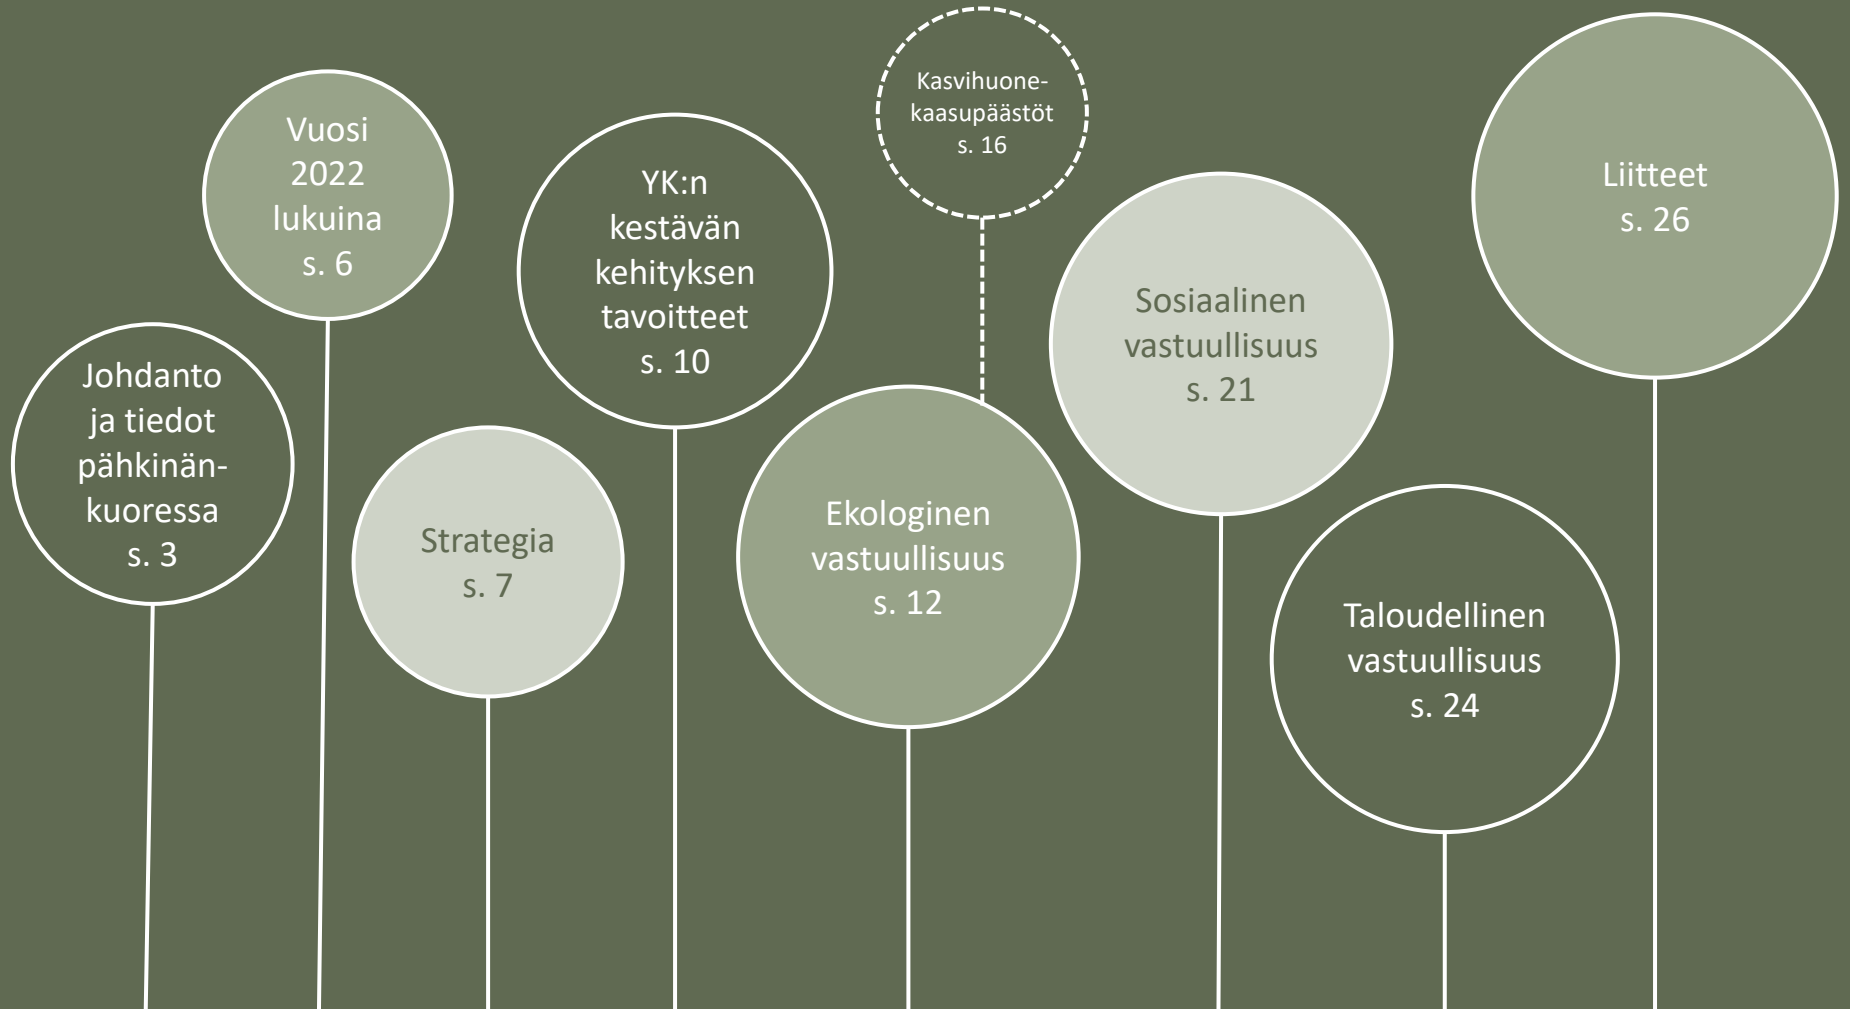 Johdanto
ja tiedot
pähkinän-
kuoressa
s. 3
Vuosi
2022
lukuina
s. 6
Strategia
s. 7
YK:n
kestävän
kehityksen
tavoitteet
s. 10
Ekologinen
vastuullisuus
s. 12
Kasvihuone-
kaasupäästöt
s. 16
Sosiaalinen
vastuullisuus
s. 21
Taloudellinen
vastuullisuus
s. 24
Liitteet
s. 26